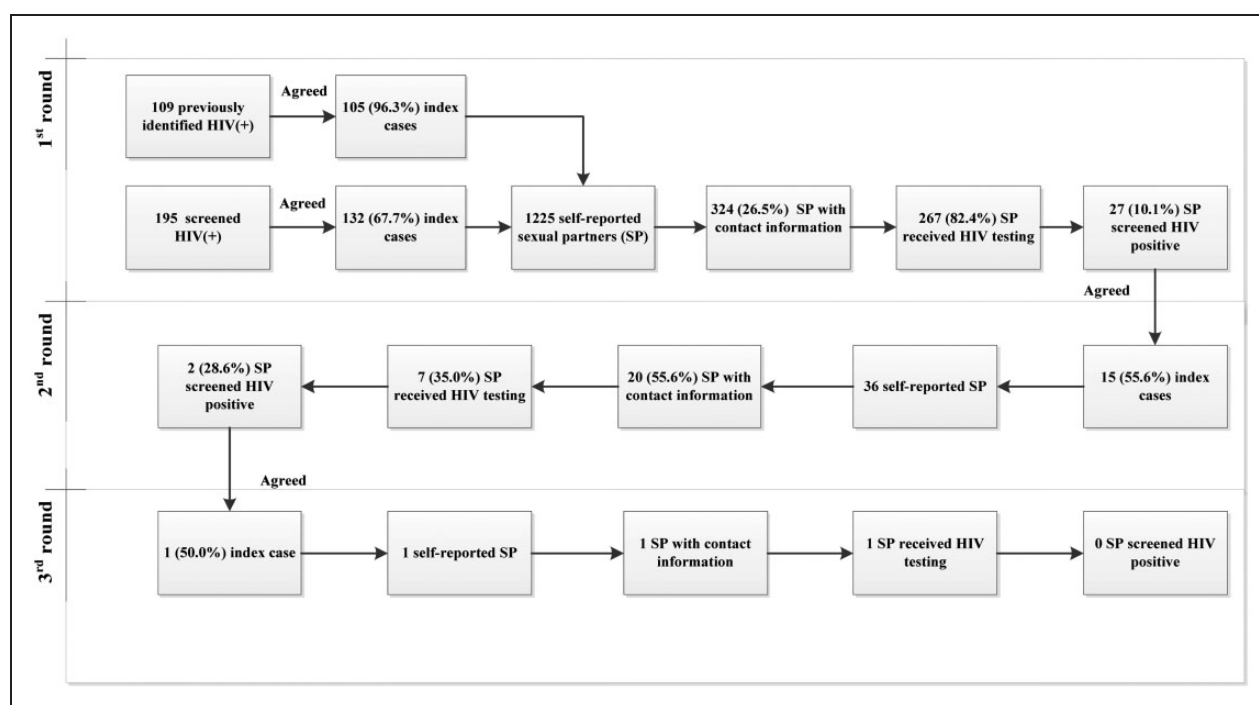 1st round
109 previously
identified HIV(+)
Agreed
105 (96.3%) index
cases
195 screened
HIV(+)
Agreed
132 (67.7%) index
cases
1225 self-reported
sexual partners (SP)
324 (26.5%) SP with
contact information
267 (82.4%) SP
received HIV testing
27 (10.1%) SP
screened HIV
positive
Agreed
2nd round
15 (55.6%) index
cases
36 self-reported SP
20 (55.6%) SP with
contact information
7 (35.0%) SP
received HIV testing
2 (28.6%) SP
screened HIV
positive
Agreed
3rd round
1 (50.0%) index case
1 self-reported SP
1 SP with contact
information
1 SP received HIV
testing
0 SP screened HIV
positive